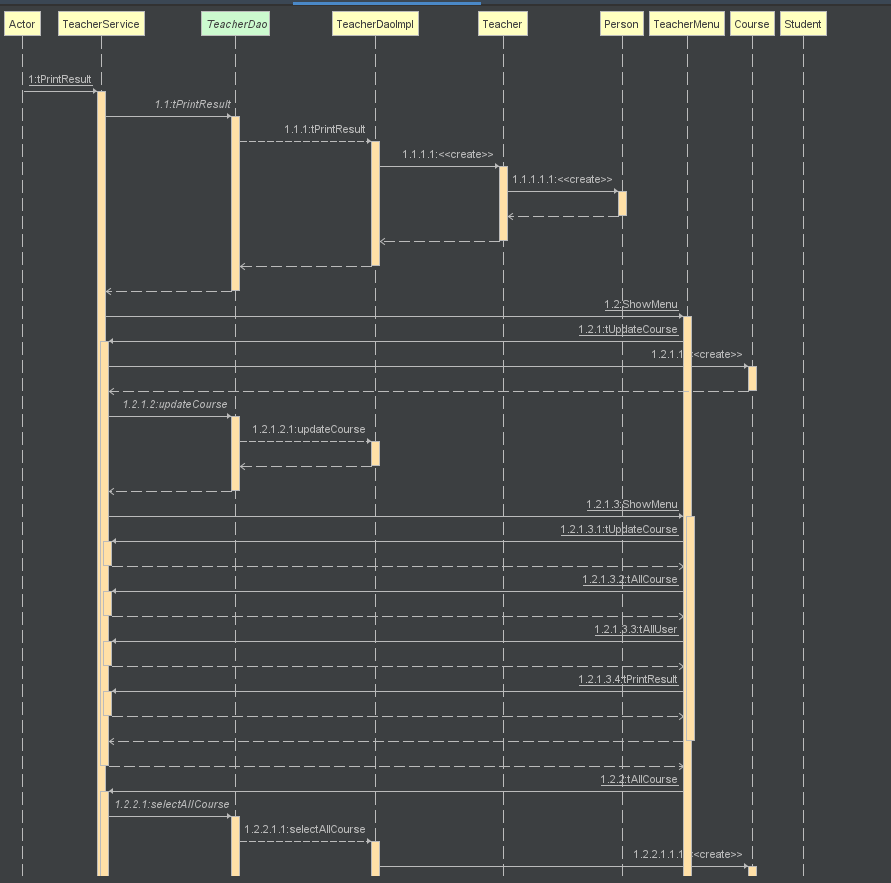 Actor TeacherService TeacherDao TeacherDaoImpl Teacher Person TeacherMenu Course Student
1:tPrintResult
1.1:tPrintResult
1.1.1:tPrintResult
1.1.1.1:<<create>>
1.1.1.1.1:<<create>>
1.2:ShowMenu
1.2.1:tUpdateCourse
1.2.1.1:<<create>>
1.2.1.2:updateCourse
1.2.1.2.1:updateCourse
1.2.1.3:ShowMenu
1.2.1.3.1:tUpdateCourse
1.2.1.3.2:tAllCourse
1.2.1.3.3:tAllUser
1.2.1.3.4:tPrintResult
1.2.2:tAllCourse
1.2.2.1:selectAllCourse
1.2.2.1.1:selectAllCourse
1.2.2.1.1.1:<<create>>